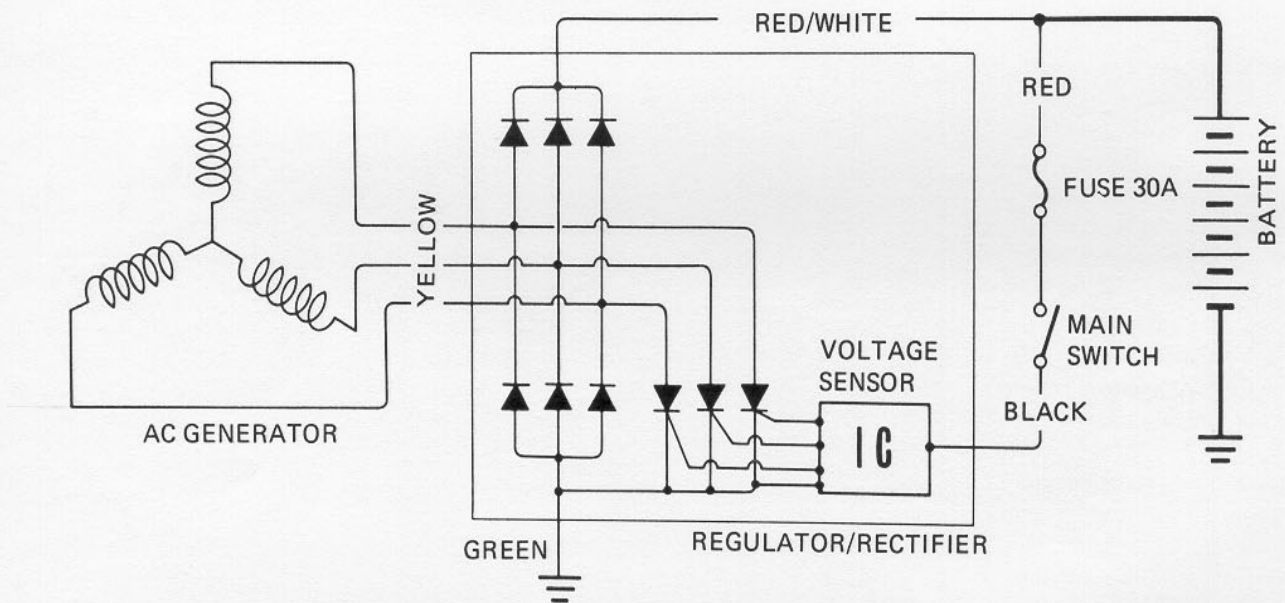 RED/WHITE
RED
FUSE 30A
BATTERY
YELLOW
MAIN
SWITCH
VOLTAGE
SENSOR
BLACK
IC
AC GENERATOR
GREEN
REGULATOR/RECTIFIER